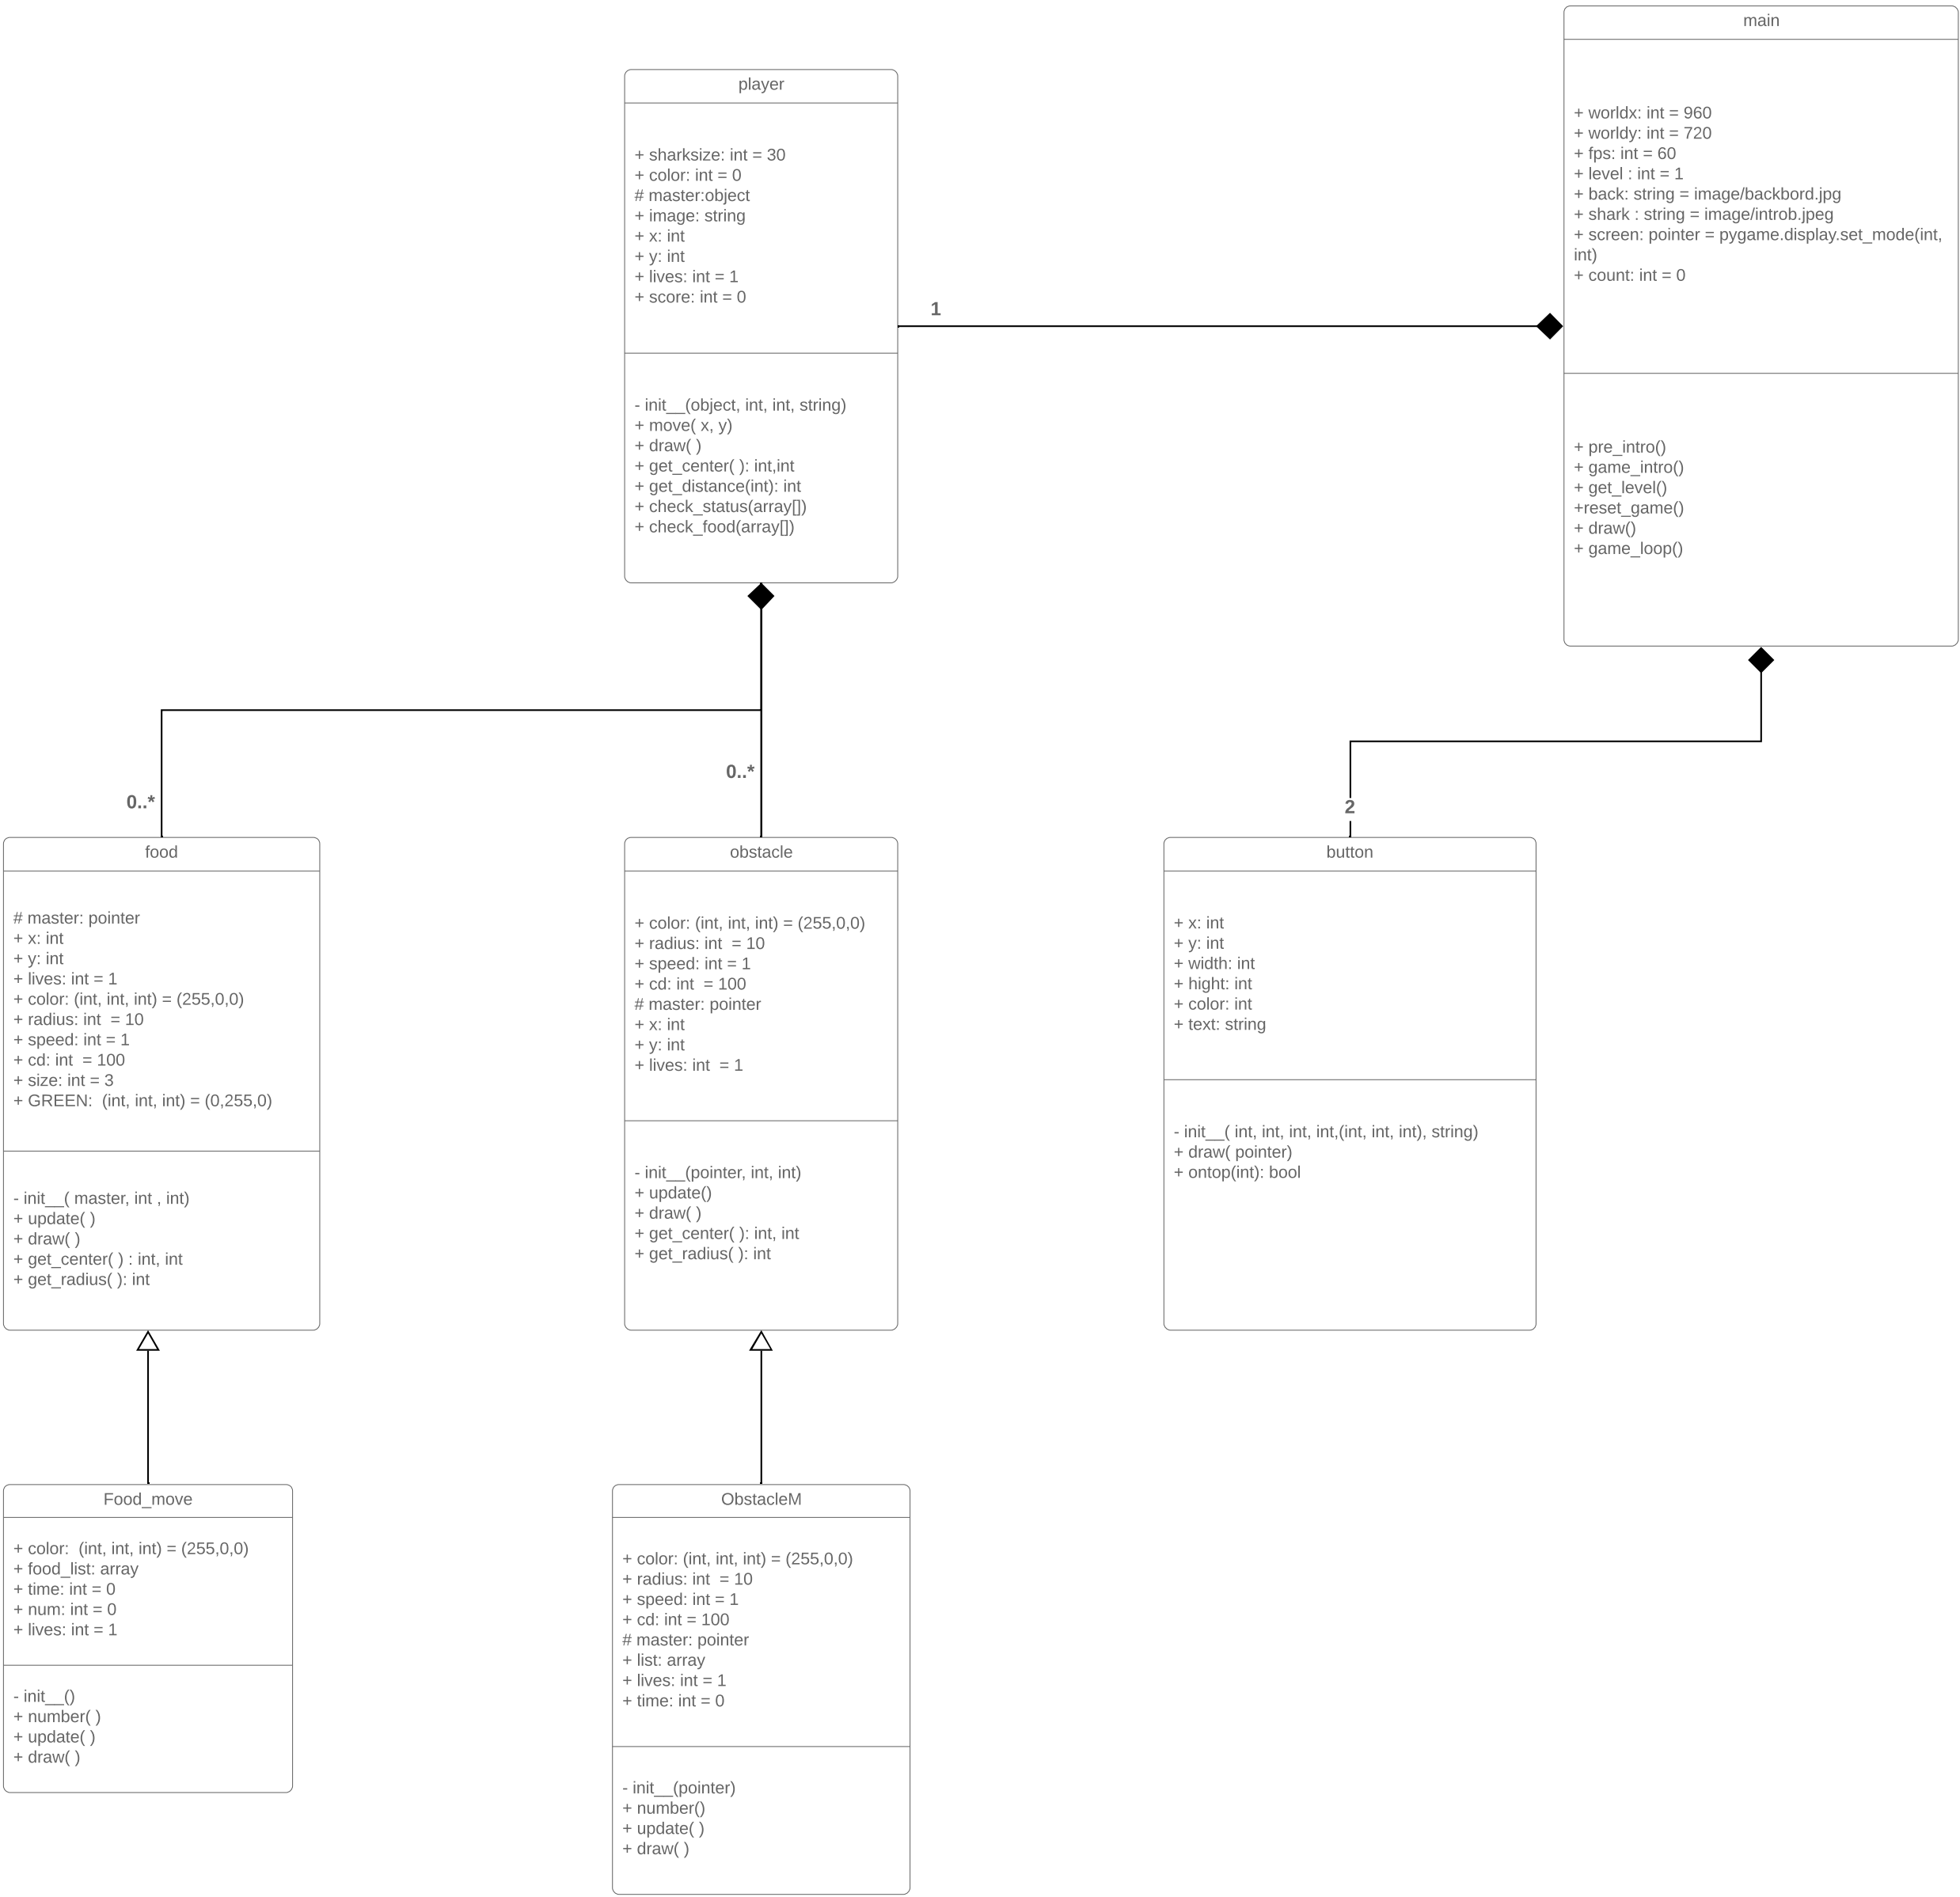 main
+ worldx: int = 960
+ worldy: int = 720
+ fps: int = 60
+ level : int = 1
+ back: string = image/backbord.jpg
+ shark : string = image/introb.jpeg
+ screen: pointer = pygame.display.set_mode(int,
int)
+ count: int = 0
+ pre_intro()
+ game_intro()
+ get_level()
+reset_game()
+ draw()
+ game_loop()
player
+ sharksize: int = 30
+ color: int = 0
# master:object
+ image: string
+ x: int
+ y: int
+ lives: int = 1
+ score: int = 0
- init__(object, int, int, string)
+ move( x, y)
+ draw( )
+ get_center( ): int,int
+ get_distance(int): int
+ check_status(array[])
+ check_food(array[])
1
0..*
0..*
2
food
# master: pointer
+ x: int
+ y: int
+ lives: int = 1
+ color: (int, int, int) = (255,0,0)
+ radius: int  = 10
+ speed: int = 1
+ cd: int  = 100
+ size: int = 3
+ GREEN:  (int, int, int) = (0,255,0)
- init__( master, int , int)
+ update( )
+ draw( )
+ get_center( ) : int, int
+ get_radius( ): int
obstacle
+ color: (int, int, int) = (255,0,0)
+ radius: int  = 10
+ speed: int = 1
+ cd: int  = 100
# master: pointer
+ x: int
+ y: int
+ lives: int  = 1
- init__(pointer, int, int)
+ update()
+ draw( )
+ get_center( ): int, int
+ get_radius( ): int
button
+ x: int
+ y: int
+ width: int
+ hight: int
+ color: int
+ text: string
- init__( int, int, int, int,(int, int, int), string)
+ draw( pointer)
+ ontop(int): bool
Food_move
+ color:  (int, int, int) = (255,0,0)
+ food_list: array
+ time: int = 0
+ num: int = 0
+ lives: int = 1
- init__()
+ number( )
+ update( )
+ draw( )
ObstacleM
+ color: (int, int, int) = (255,0,0)
+ radius: int  = 10
+ speed: int = 1
+ cd: int = 100
# master: pointer
+ list: array
+ lives: int = 1
+ time: int = 0
- init__(pointer)
+ number()
+ update( )
+ draw( )